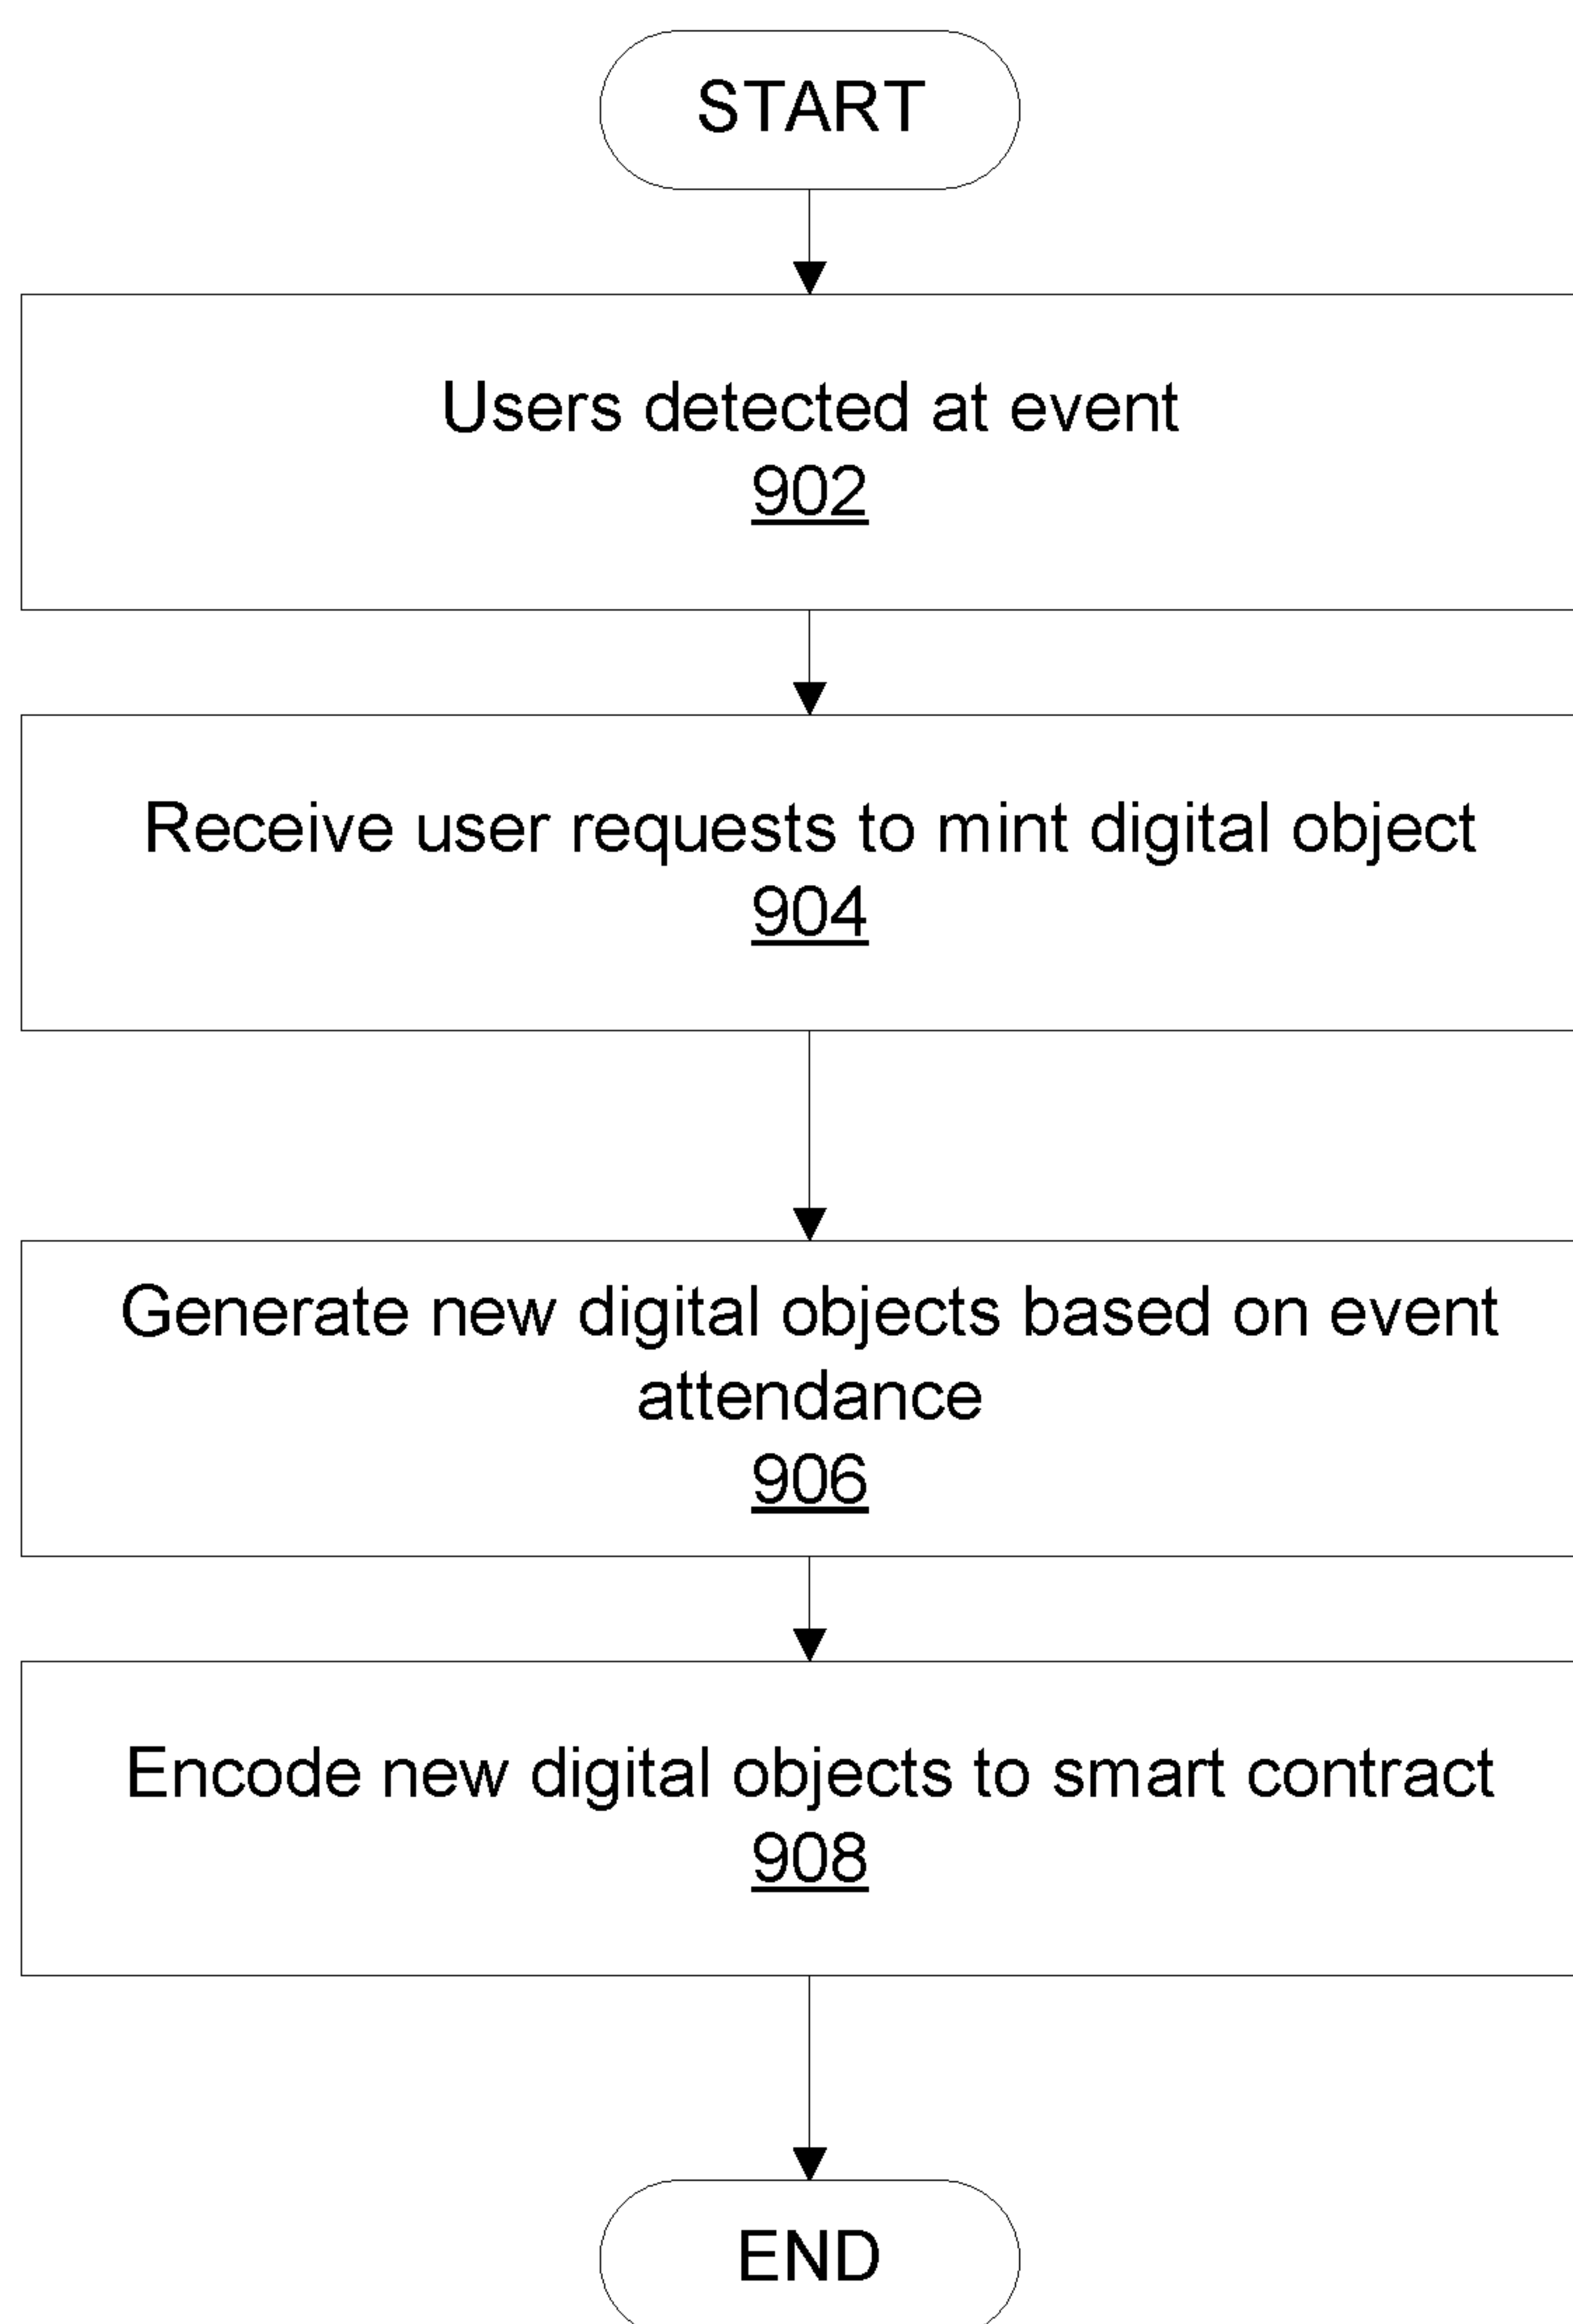 START
Users detected at event
902
Receive user requests to mint digital object
904
Generate new digital objects based on event
attendance
906
Encode new digital objects to smart contract
908
END